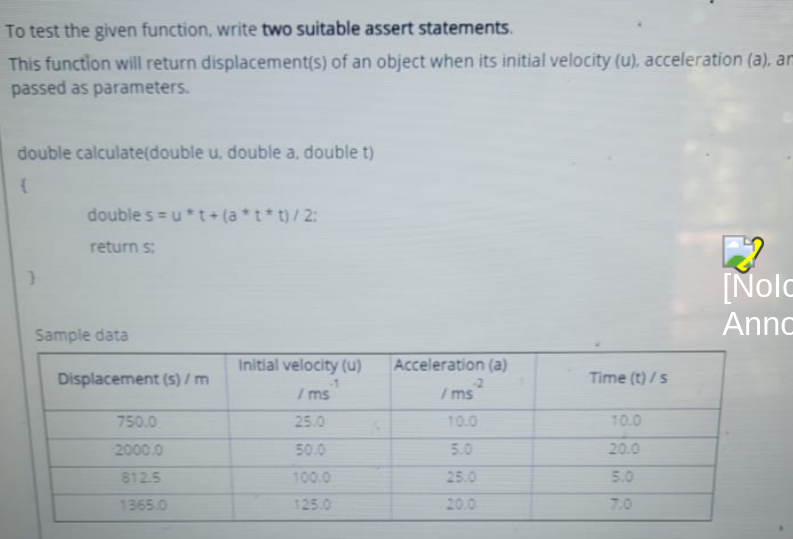 To test the given function, write two suitable assert statements.
This function will return displacement(s) of an object when its initial velocity (u), acceleration (a), an
passed as parameters.
double calculate(double u, double a, double t)
{
double s = u * t + (a * t * t) / 2;
return s;
}
Sample data
Displacement (s) / m Initial velocity (u) / ms-1 Acceleration (a) / ms-2 Time (t) / s
750.0 25.0 10.0 10.0
2000.0 50.0 5.0 20.0
812.5 100.0 25.0 5.0
1365.0 125.0 20.0 7.0
[Nolo
Anno